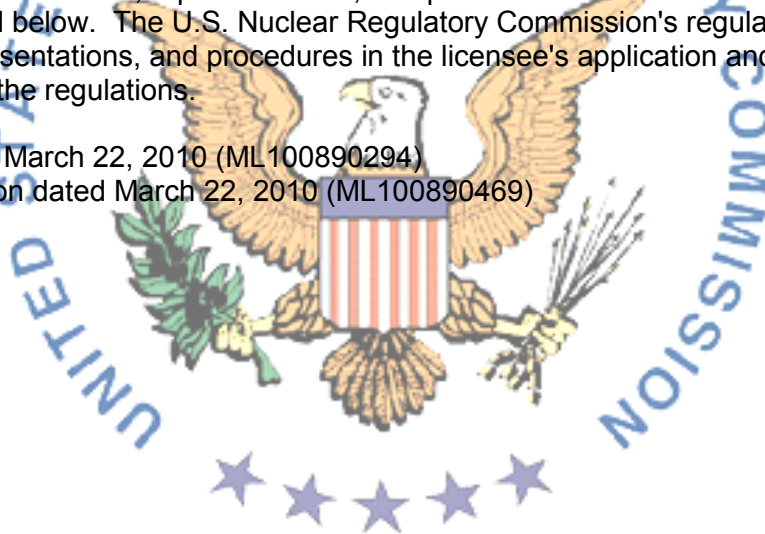 d below. The U.S. Nuclear Regulatory Commission's regula
sentations, and procedures in the licensee's application and
the regulations.
March 22, 2010 (ML100890294)
on dated March 22, 2010 (ML100890469)
UNITED STATE
Y COMMISSION